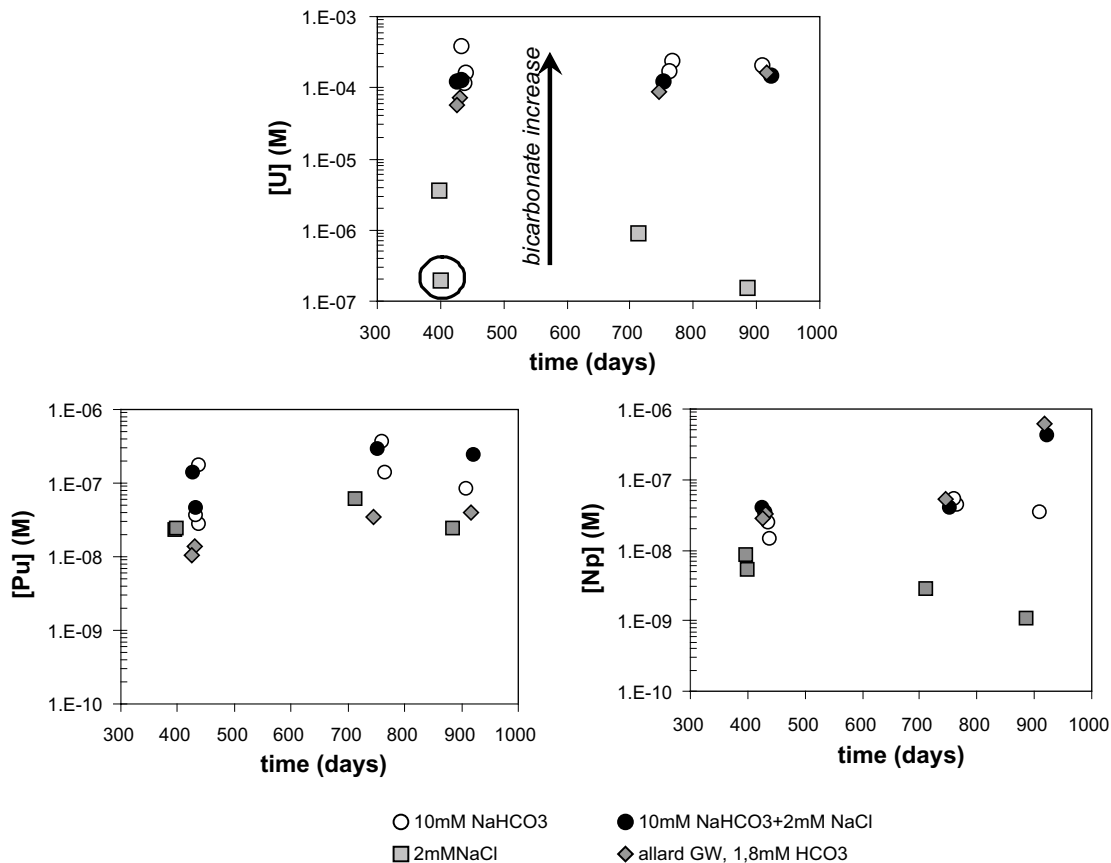 1.E-03
1.E-04
1.E-05
1.E-06
1.E-07
[U] (M)
bicarbonate increase
300 400 500 600 700 800 900 1000
time (days)
1.E-06
1.E-07
1.E-08
1.E-09
1.E-10
[Pu] (M)
300 400 500 600 700 800 900 1000
time (days)
1.E-06
1.E-07
1.E-08
1.E-09
1.E-10
[Np] (M)
300 400 500 600 700 800 900 1000
time (days)
10mM NaHCO3 10mM NaHCO3+2mM NaCl
2mMNaCl allard GW, 1,8mM HCO3